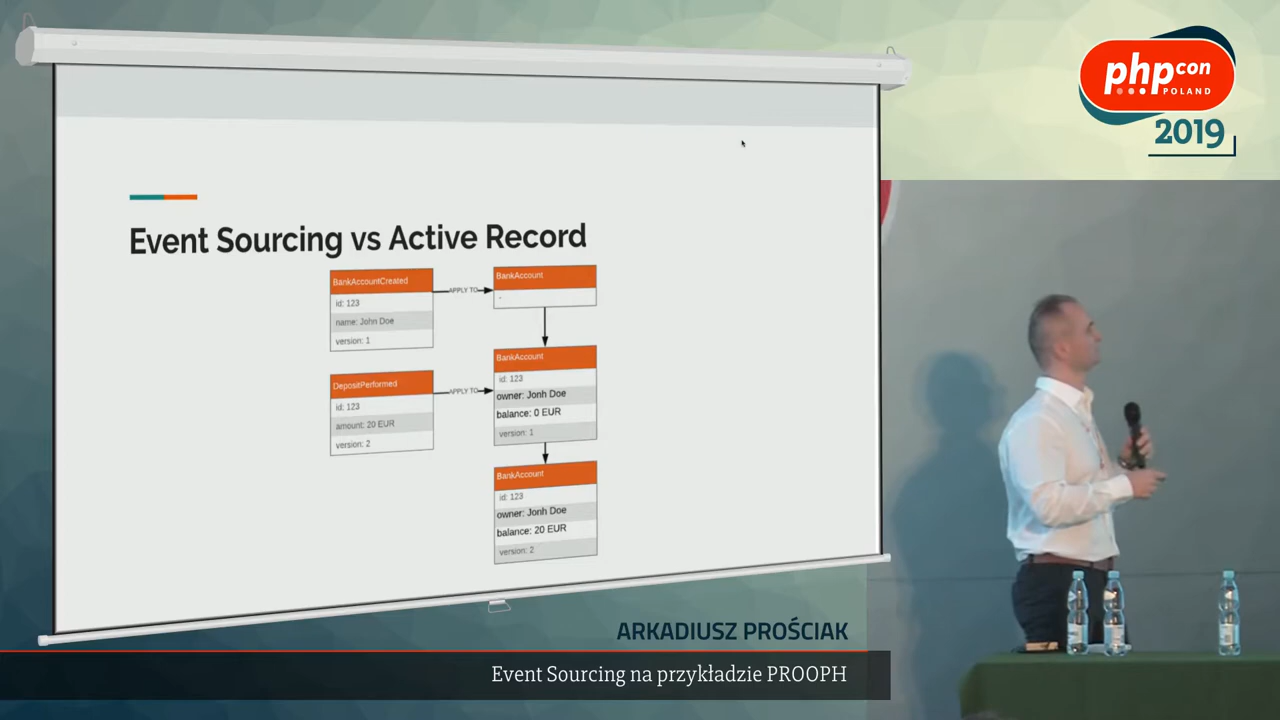 phpcon
POLAND
2019
Event Sourcing vs Active Record
BankAccountCreated
id: 123
name: John Doe
version: 1
APPLY TO
BankAccount
-
DepositPerformed
id: 123
amount: 20 EUR
version: 2
APPLY TO
BankAccount
id: 123
owner: Jonh Doe
balance: 0 EUR
version: 1
BankAccount
id: 123
owner: Jonh Doe
balance: 20 EUR
version: 2
ARKADIUSZ PROŚCIAK
Event Sourcing na przykładzie PROOPH